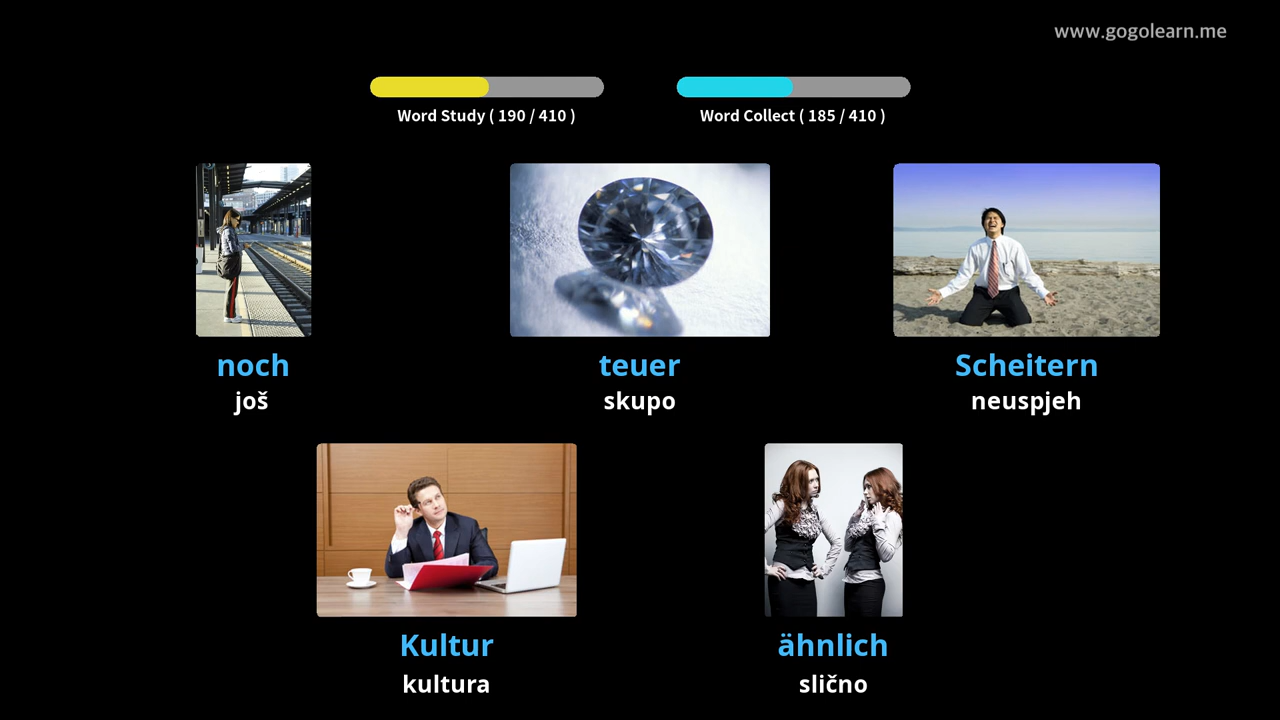 www.gogolearn.me
Word Study ( 190 / 410 )
Word Collect ( 185 / 410 )
noch
još
teuer
skupo
Scheitern
neuspjeh
Kultur
kultura
ähnlich
slično